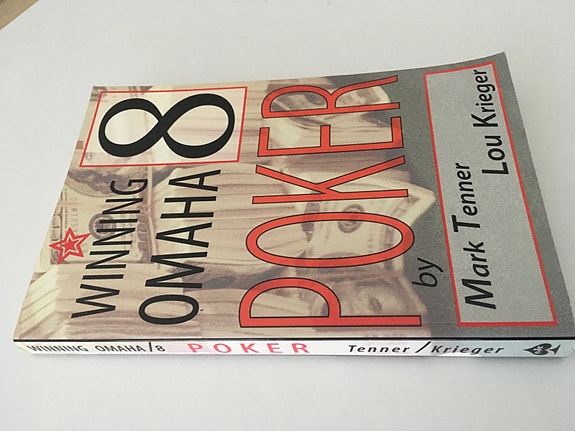 WINNING 8
OMAHA
POKER
by
Mark Tenner
Lou Krieger
WINNING OMAHA/8 POKER Tenner/Krieger